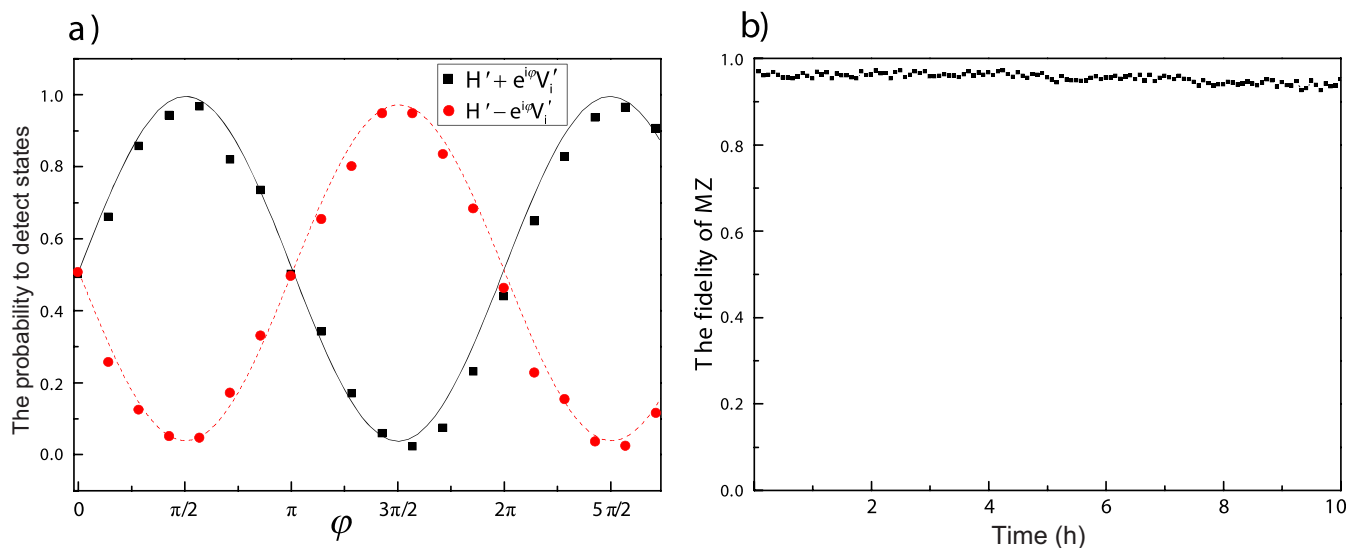 a)
The probability to detect states
1.0
0.8
0.6
0.4
0.2
0.0
H′+ e^{iφ}V_i′
H′− e^{iφ}V_i′
0 π/2 π 3π/2 2π 5π/2
φ
b)
The fidelity of MZ
1.0
0.8
0.6
0.4
0.2
0.0
2 4 6 8 10
Time (h)